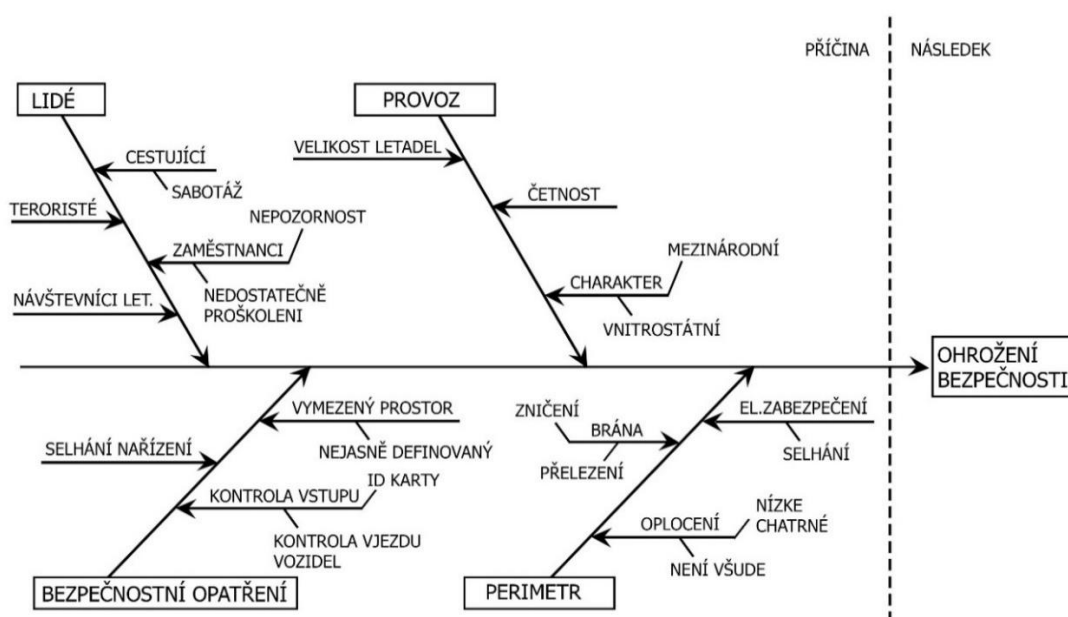 PŘÍČINA
NÁSLEDEK
LIDÉ
PROVOZ
CESTUJÍCÍ
SABOTÁŽ
TERORISTÉ
NEPOZORNOST
ZAMĚSTNANCI
NEDOSTATEČNĚ
PROŠKOLENI
NÁVŠTEVNÍCI LET.
VELIKOST LETADEL
ČETNOST
MEZINÁRODNÍ
CHARAKTER
VNITROSTÁTNÍ
OHROŽENÍ
BEZPEČNOSTI
VYMEZENÝ PROSTOR
NEJASNĚ DEFINOVANÝ
SELHÁNÍ NAŘÍZENÍ
ID KARTY
KONTROLA VSTUPU
KONTROLA VJEZDU
VOZIDEL
BEZPEČNOSTNÍ OPATŘENÍ
ZNIČENÍ
BRÁNA
PŘELEZENÍ
EL.ZABEZPEČENÍ
SELHÁNÍ
NÍZKE
CHATRNÉ
OPLOCENÍ
NENÍ VŠUDE
PERIMETR